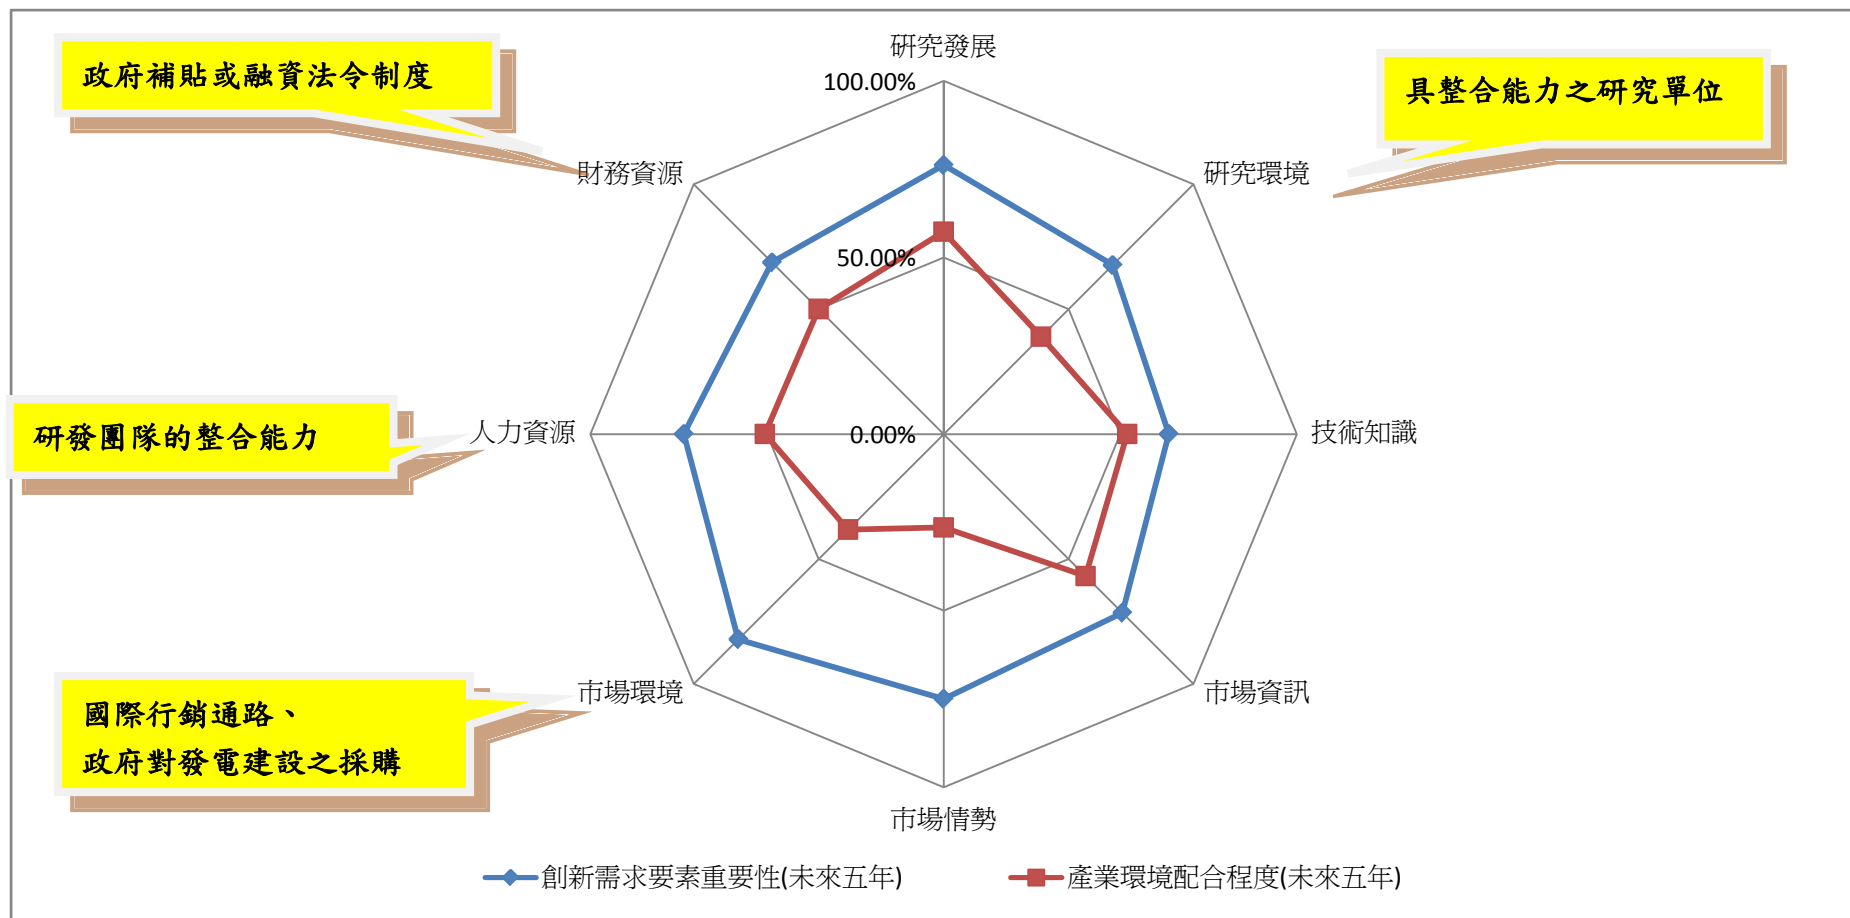 政府補貼或融資法令制度
研究發展
100.00%
具整合能力之研究單位
財務資源
研究環境
50.00%
研發團隊的整合能力
人力資源
0.00%
技術知識
國際行銷通路、
政府對發電建設之採購
市場環境
市場資訊
市場情勢
創新需求要素重要性(未來五年)
產業環境配合程度(未來五年)